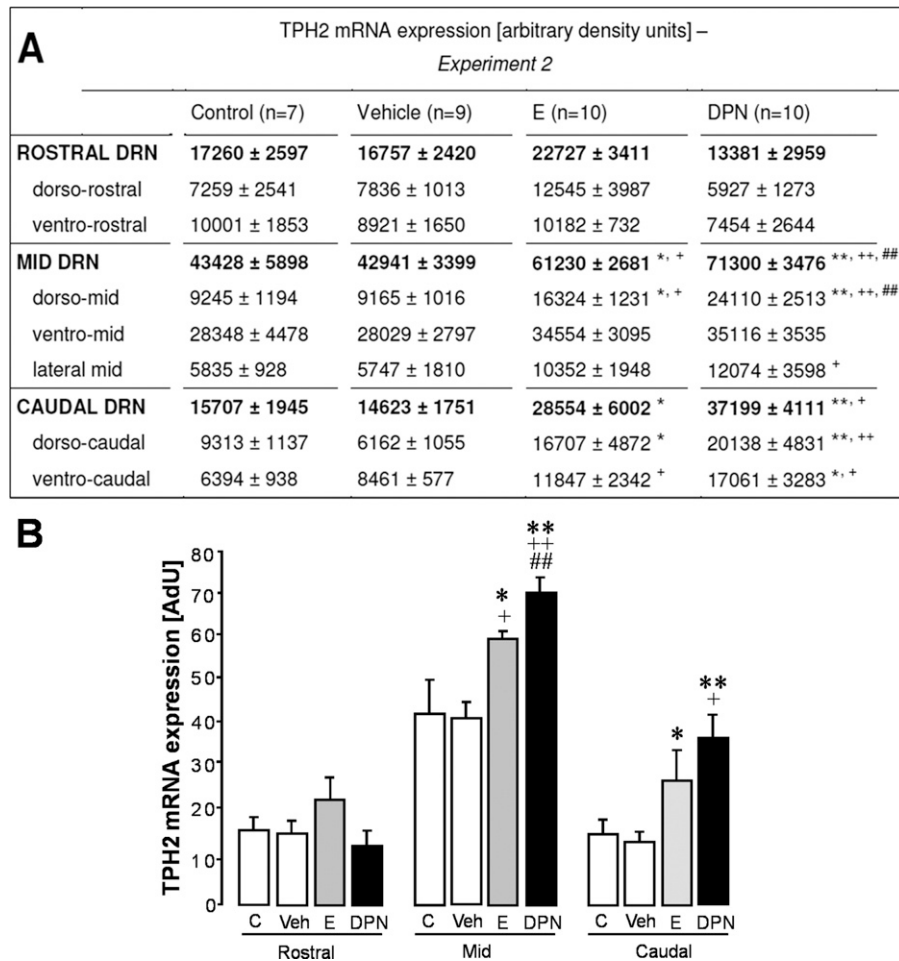 A
TPH2 mRNA expression [arbitrary density units] –
Experiment 2
Control (n=7) Vehicle (n=9) E (n=10) DPN (n=10)
ROSTRAL DRN 17260 ± 2597 16757 ± 2420 22727 ± 3411 13381 ± 2959
dorso-rostral 7259 ± 2541 7836 ± 1013 12545 ± 3987 5927 ± 1273
ventro-rostral 10001 ± 1853 8921 ± 1650 10182 ± 732 7454 ± 2644
MID DRN 43428 ± 5898 42941 ± 3399 61230 ± 2681 *, + 71300 ± 3476 **, ++, ##
dorso-mid 9245 ± 1194 9165 ± 1016 16324 ± 1231 *, + 24110 ± 2513 **, ++, ##
ventro-mid 28348 ± 4478 28029 ± 2797 34554 ± 3095 35116 ± 3535
lateral mid 5835 ± 928 5747 ± 1810 10352 ± 1948 12074 ± 3598 +
CAUDAL DRN 15707 ± 1945 14623 ± 1751 28554 ± 6002 * 37199 ± 4111 **, +
dorso-caudal 9313 ± 1137 6162 ± 1055 16707 ± 4872 * 20138 ± 4831 **, ++
ventro-caudal 6394 ± 938 8461 ± 577 11847 ± 2342 + 17061 ± 3283 *, +
B
TPH2 mRNA expression [AdU]
80
70
60
50
40
30
20
10
0
*
+
**
++
##
*
**
+
C Veh E DPN C Veh E DPN C Veh E DPN
Rostral Mid Caudal